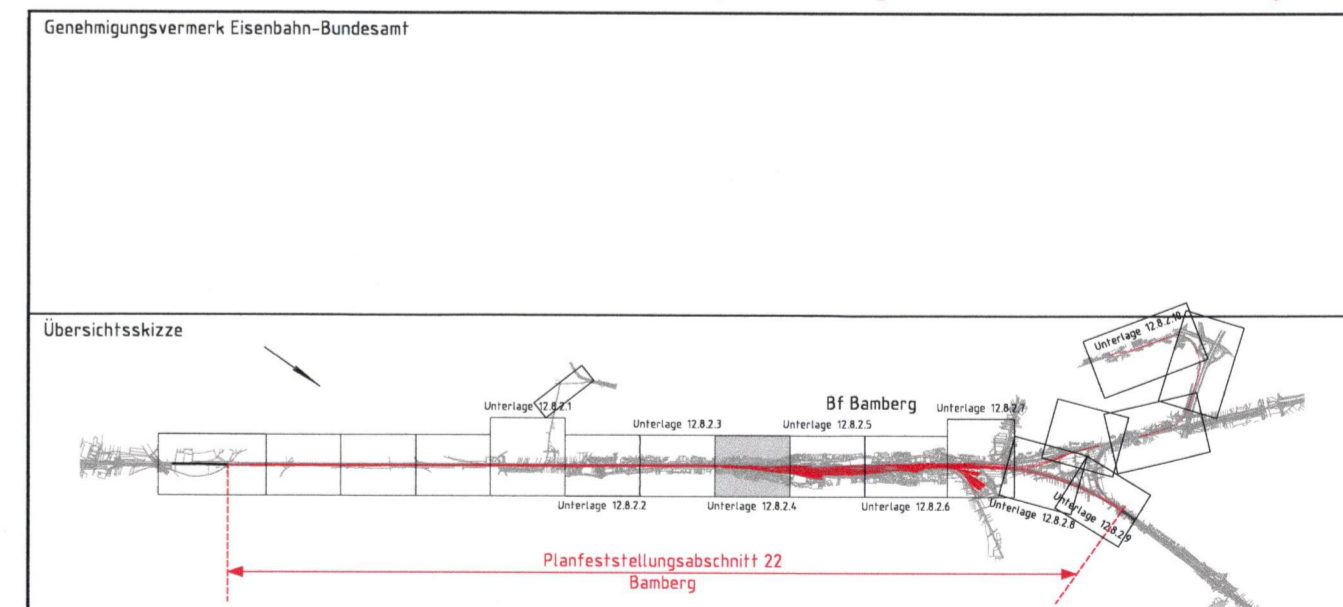 Genehmigungsvermerk Eisenbahn-Bundesamt
Übersichtsskizze
Unterlage 12.8.2.10
Unterlage 12.8.2.1
Unterlage 12.8.2.3
Bf Bamberg
Unterlage 12.8.2.5
Unterlage 12.8.2.7
Unterlage 12.8.2.2
Unterlage 12.8.2.4
Unterlage 12.8.2.6
Unterlage 12.8.2.8
Unterlage 12.8.2.9
Planfeststellungsabschnitt 22
Bamberg